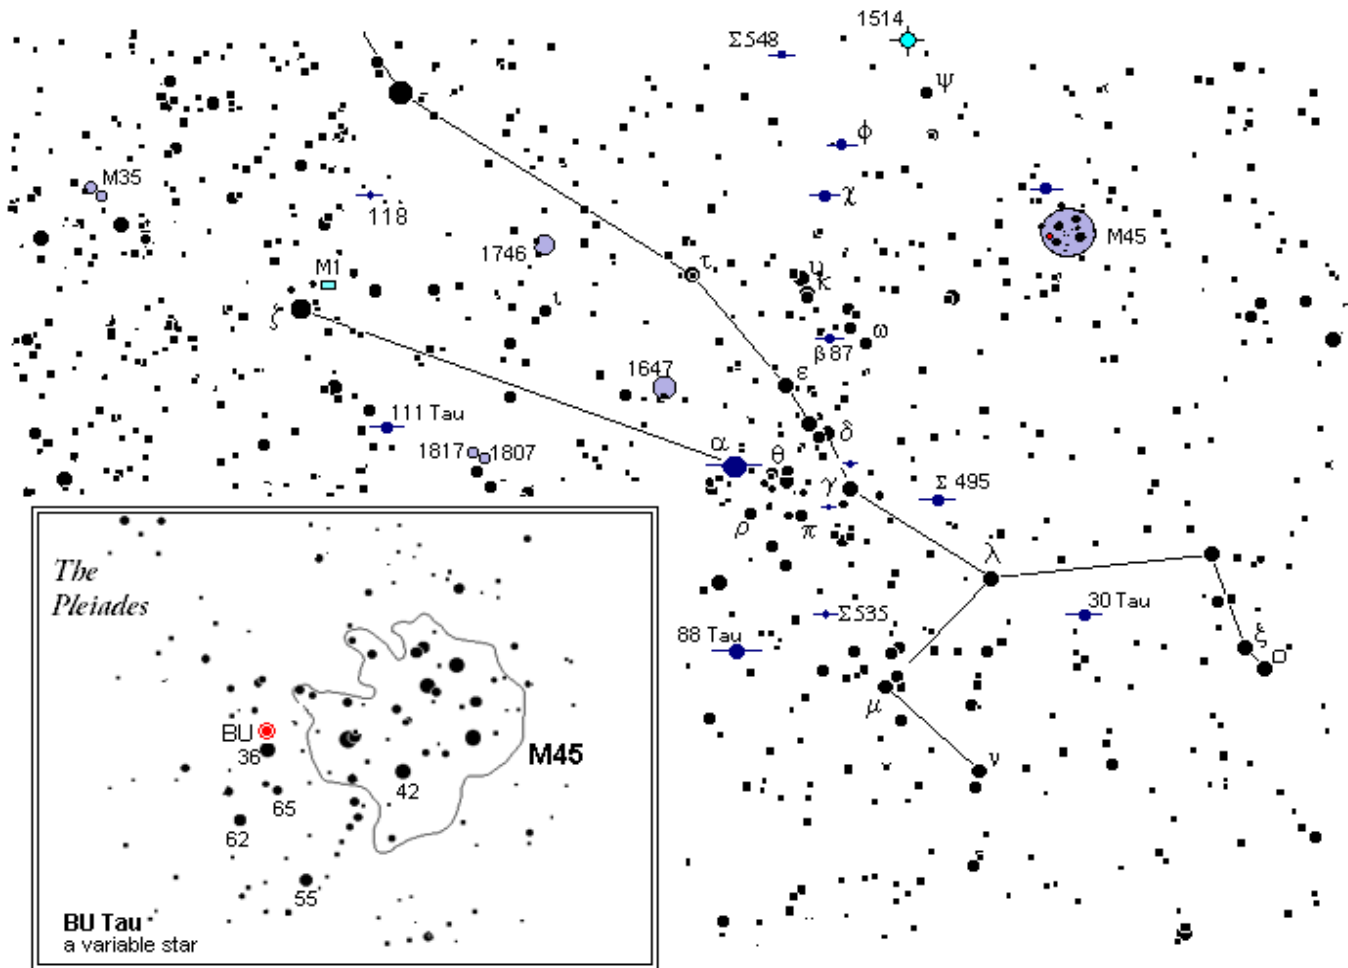 1514
Σ548
ψ
φ
M35
118
χ
M45
1746
τ
M1
υ
κ
ζ
ι
ω
β 87
1647
ε
111 Tau
α
δ
1817
1807
θ
γ
Σ 495
ρ
π
λ
The
Pleiades
30 Tau
Σ535
88 Tau
ξ
ο
μ
BU
36
M45
ν
42
65
62
55
BU Tau
a variable star